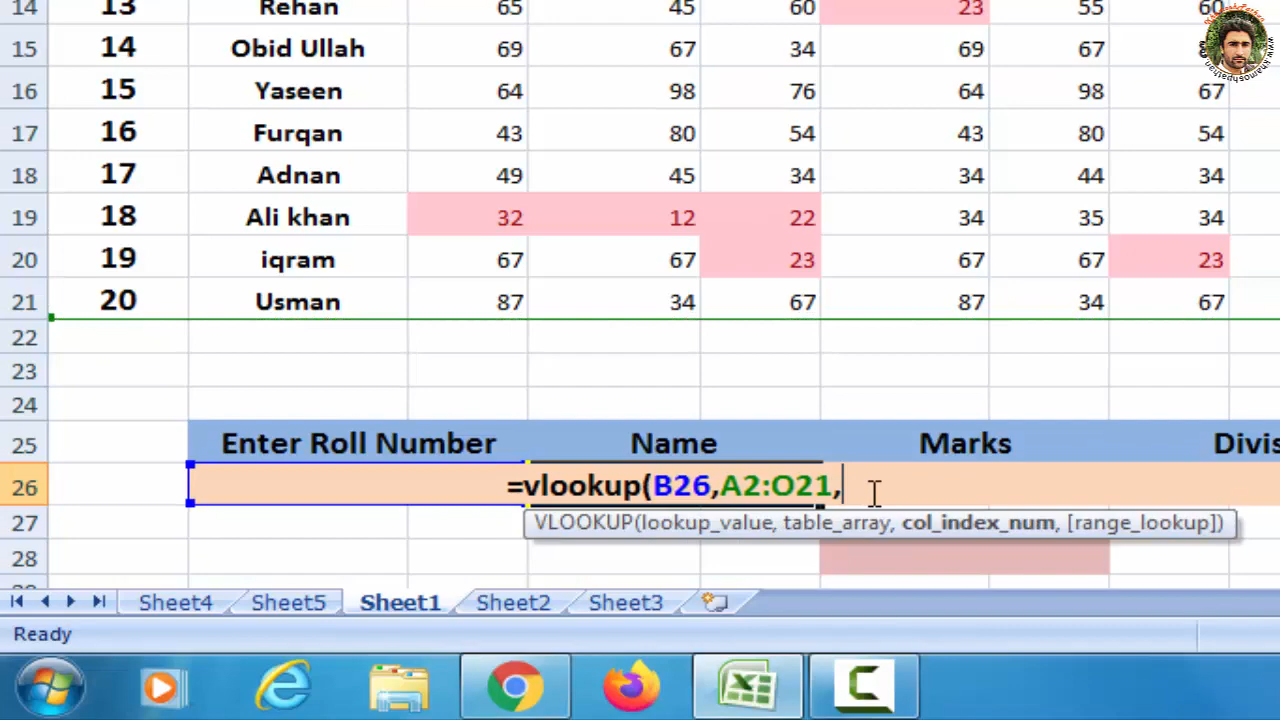 14 13 Rehan 65 45 60 23 55 60
15 14 Obid Ullah 69 67 34 69 67
16 15 Yaseen 64 98 76 64 98 67
17 16 Furqan 43 80 54 43 80 54
18 17 Adnan 49 45 34 34 44 34
19 18 Ali khan 32 12 22 34 35 34
20 19 iqram 67 67 23 67 67 23
21 20 Usman 87 34 67 87 34 67
22
23
24
25 Enter Roll Number Name Marks Divis
26 =vlookup(B26,A2:O21,
27 VLOOKUP(lookup_value, table_array, col_index_num, [range_lookup])
28
Sheet4 Sheet5 Sheet1 Sheet2 Sheet3
Ready